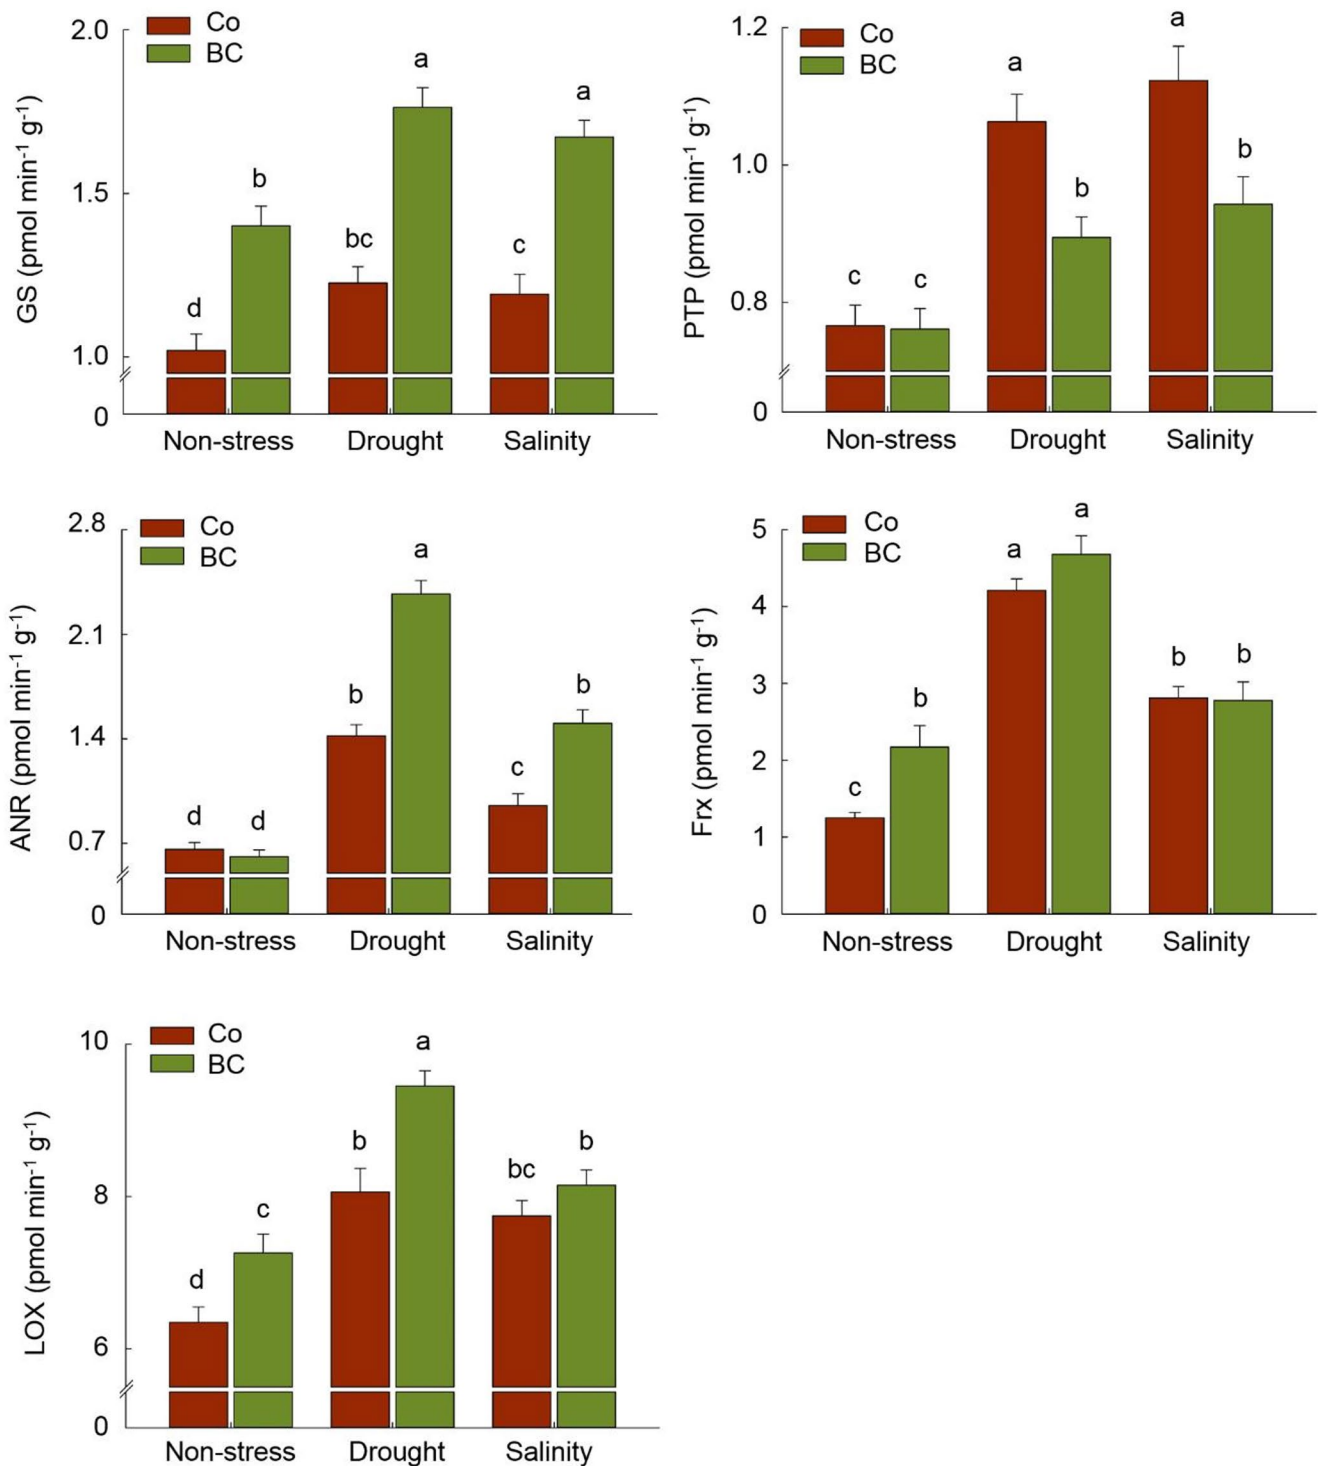 GS (pmol min⁻¹ g⁻¹)
2.0
1.5
1.0
0
Co
BC
d
b
bc
a
c
a
Non-stress Drought Salinity
PTP (pmol min⁻¹ g⁻¹)
1.2
1.0
0.8
0
Co
BC
c
c
a
b
a
b
Non-stress Drought Salinity
ANR (pmol min⁻¹ g⁻¹)
2.8
2.1
1.4
0.7
0
Co
BC
d
d
b
a
c
b
Non-stress Drought Salinity
Frx (pmol min⁻¹ g⁻¹)
5
4
3
2
1
0
Co
BC
c
b
a
a
b
b
Non-stress Drought Salinity
LOX (pmol min⁻¹ g⁻¹)
10
8
6
0
Co
BC
d
c
b
a
bc
b
Non-stress Drought Salinity